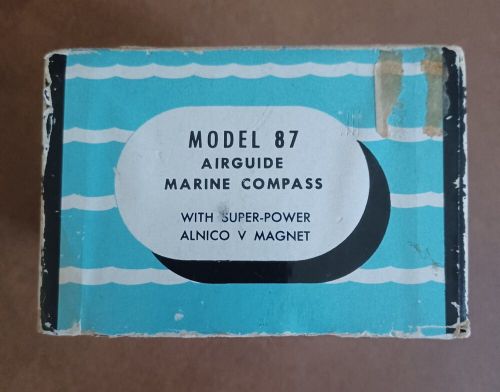 MODEL 87
AIRGUIDE
MARINE COMPASS
WITH SUPER-POWER
ALNICO V MAGNET